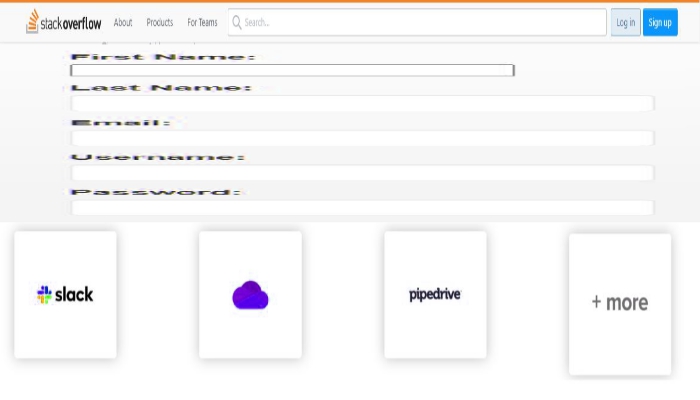 stackoverflow About Products For Teams Search... Log in Sign up
First Name:
Last Name:
Email:
Username:
Password:
slack pipedrive + more